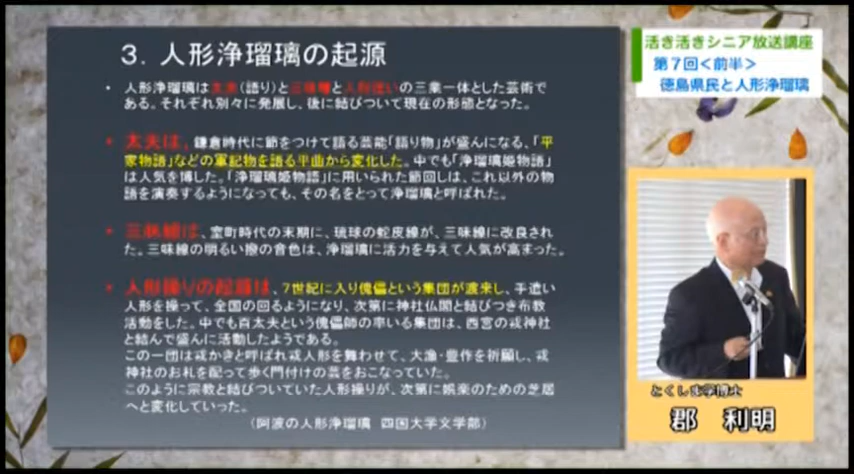 3．人形浄瑠璃の起源
・ 人形浄瑠璃は太夫(語り)と三味線と人形遣いの三業一体とした芸術で
ある。それぞれ別々に発展し、後に結びついて現在の形態となった。
・ 太夫は、鎌倉時代に節をつけて語る芸能「語り物」が盛んになる、「平
家物語」などの軍記物を語る平曲から変化した。中でも「浄瑠璃姫物語」
は人気を博した。「浄瑠璃姫物語」に用いられた節回しは、これ以外の物
語を演奏するようになっても、その名をとって浄瑠璃と呼ばれた。
・ 三味線は、室町時代の末期に、琉球の蛇皮線が、三味線に改良され
た。三味線の明るい撥の音色は、浄瑠璃に活力を与えて人気が高まった。
・ 人形操りの起源は、7世紀に入り傀儡という集団が渡来し、手遣い
人形を操って、全国の回るようになり、次第に神社仏閣と結びつき布教
活動をした。中でも百太夫という傀儡師の率いる集団は、西宮の戎神社
と結んで盛んに活動したようである。
この一団は戎かきと呼ばれ戎人形を舞わせて、大漁・豊作を祈願し、戎
神社のお札を配って歩く門付けの芸をおこなっていた。
このように宗教と結びついていた人形操りが、次第に娯楽のための芝居
へと変化していった。
（阿波の人形浄瑠璃 四国大学文学部）
活き活きシニア放送講座
第7回＜前半＞
徳島県民と人形浄瑠璃
とくしま学博士
郡 利明